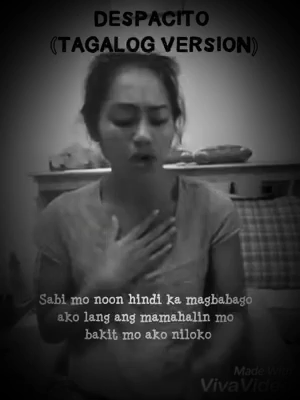 DESPACITO
(TAGALOG VERSION)
Sabi mo noon hindi ka magbabago
ako lang ang mamahalin mo
bakit mo ako niloko
Made With
VivaVideo